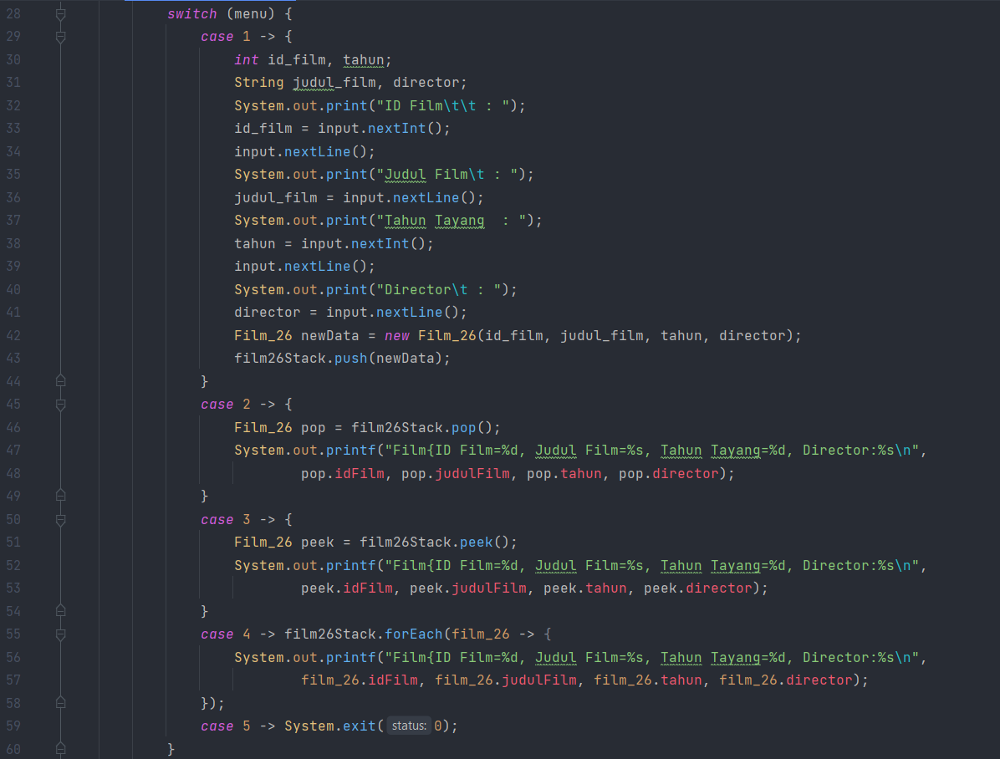 28 switch (menu) {
29 case 1 -> {
30 int id_film, tahun;
31 String judul_film, director;
32 System.out.print("ID Film\t\t : ");
33 id_film = input.nextInt();
34 input.nextLine();
35 System.out.print("Judul Film\t : ");
36 judul_film = input.nextLine();
37 System.out.print("Tahun Tayang  : ");
38 tahun = input.nextInt();
39 input.nextLine();
40 System.out.print("Director\t : ");
41 director = input.nextLine();
42 Film_26 newData = new Film_26(id_film, judul_film, tahun, director);
43 film26Stack.push(newData);
44 }
45 case 2 -> {
46 Film_26 pop = film26Stack.pop();
47 System.out.printf("Film{ID Film=%d, Judul Film=%s, Tahun Tayang=%d, Director:%s\n",
48 pop.idFilm, pop.judulFilm, pop.tahun, pop.director);
49 }
50 case 3 -> {
51 Film_26 peek = film26Stack.peek();
52 System.out.printf("Film{ID Film=%d, Judul Film=%s, Tahun Tayang=%d, Director:%s\n",
53 peek.idFilm, peek.judulFilm, peek.tahun, peek.director);
54 }
55 case 4 -> film26Stack.forEach(film_26 -> {
56 System.out.printf("Film{ID Film=%d, Judul Film=%s, Tahun Tayang=%d, Director:%s\n",
57 film_26.idFilm, film_26.judulFilm, film_26.tahun, film_26.director);
58 });
59 case 5 -> System.exit( status: 0);
60 }